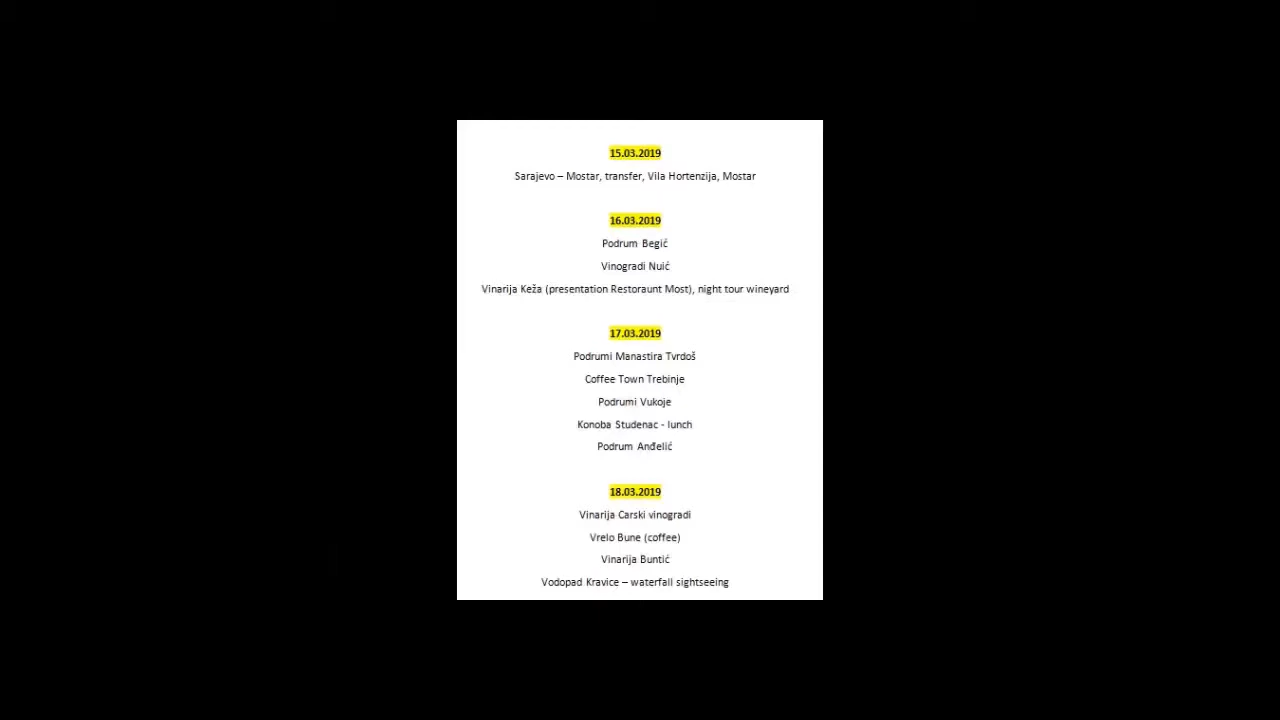 15.03.2019
Sarajevo – Mostar, transfer, Vila Hortenzija, Mostar
16.03.2019
Podrum Begić
Vinogradi Nuić
Vinarija Keža (presentation Restoraunt Most), night tour wineyard
17.03.2019
Podrumi Manastira Tvrdoš
Coffee Town Trebinje
Podrumi Vukoje
Konoba Studenac - lunch
Podrum Anđelić
18.03.2019
Vinarija Carski vinogradi
Vrelo Bune (coffee)
Vinarija Buntić
Vodopad Kravice – waterfall sightseeing